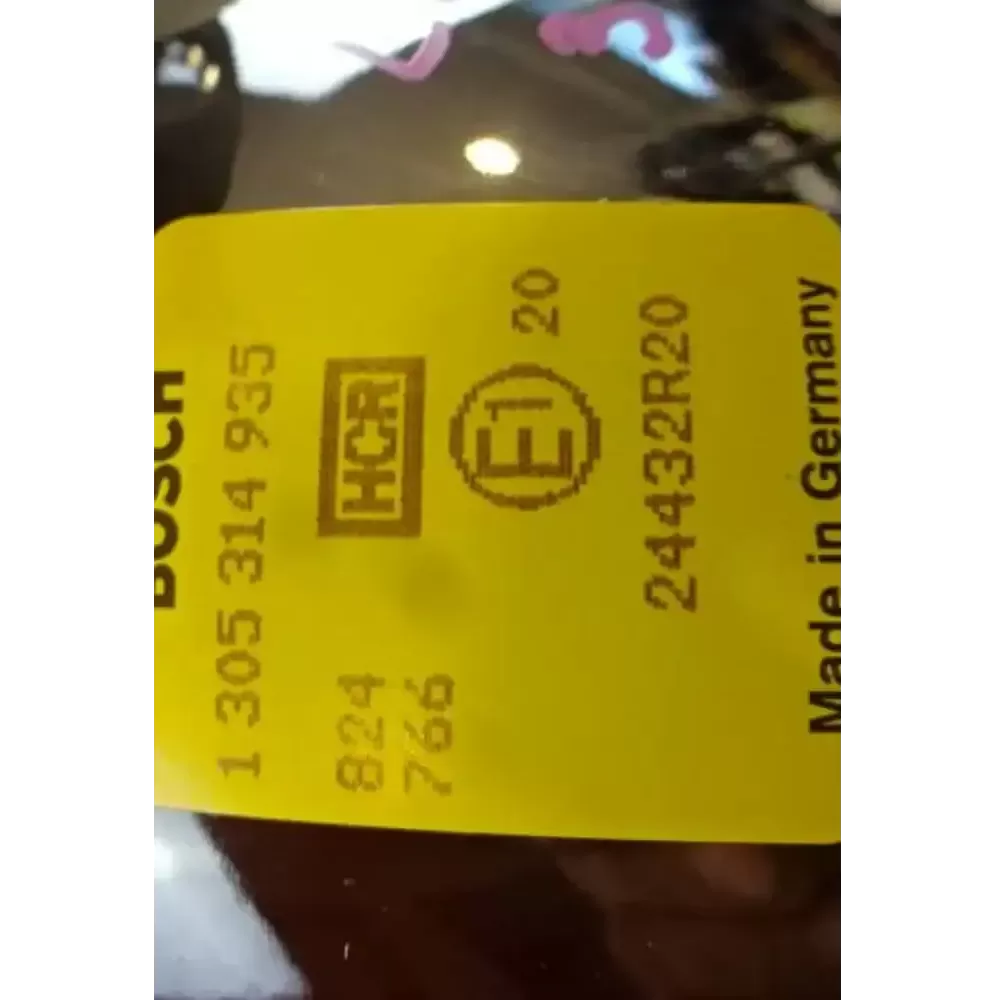 BOSCH
1 305 314 935
HCR
824
766
E1 20
24432R20
Made in Germany